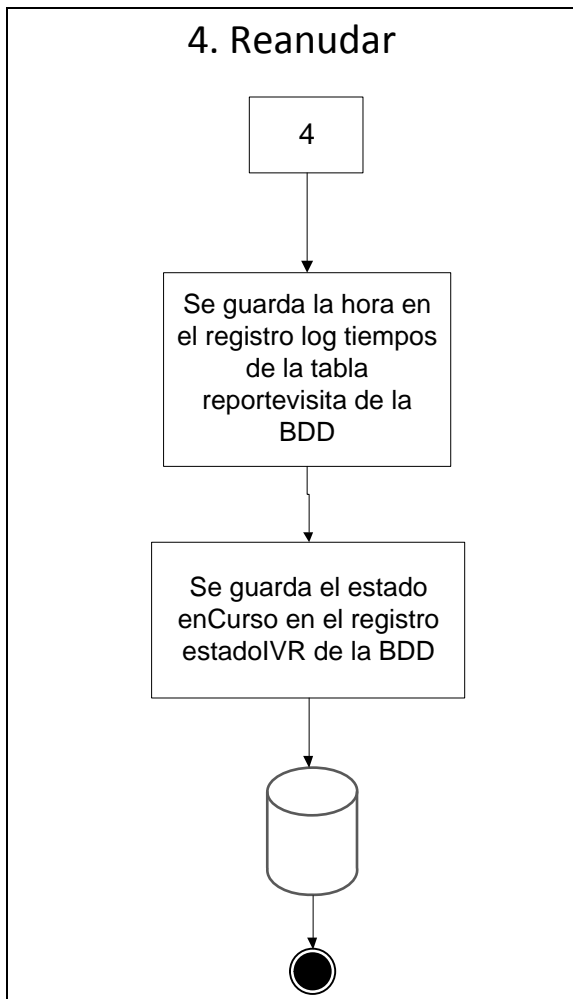 4. Reanudar
4
Se guarda la hora en
el registro log tiempos
de la tabla
reportevisita de la
BDD
Se guarda el estado
enCurso en el registro
estadoIVR de la BDD